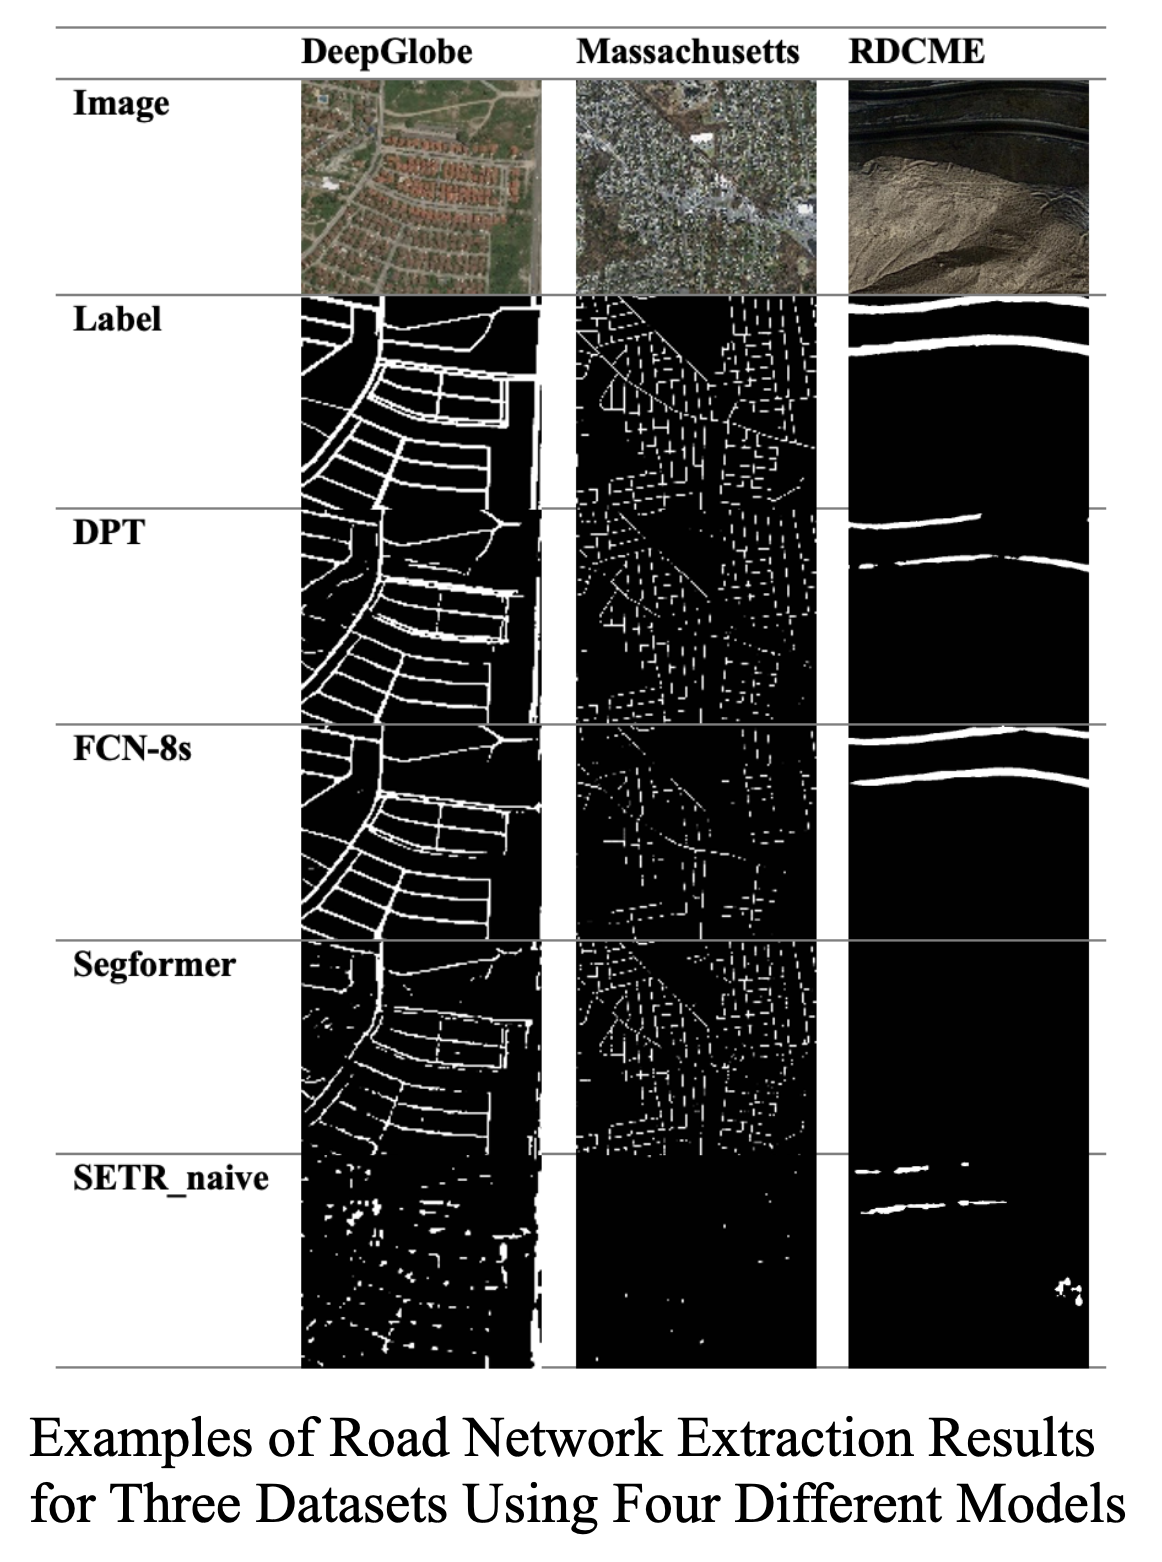 DeepGlobe Massachusetts RDCME
Image
Label
DPT
FCN-8s
Segformer
SETR_naive
Examples of Road Network Extraction Results
for Three Datasets Using Four Different Models